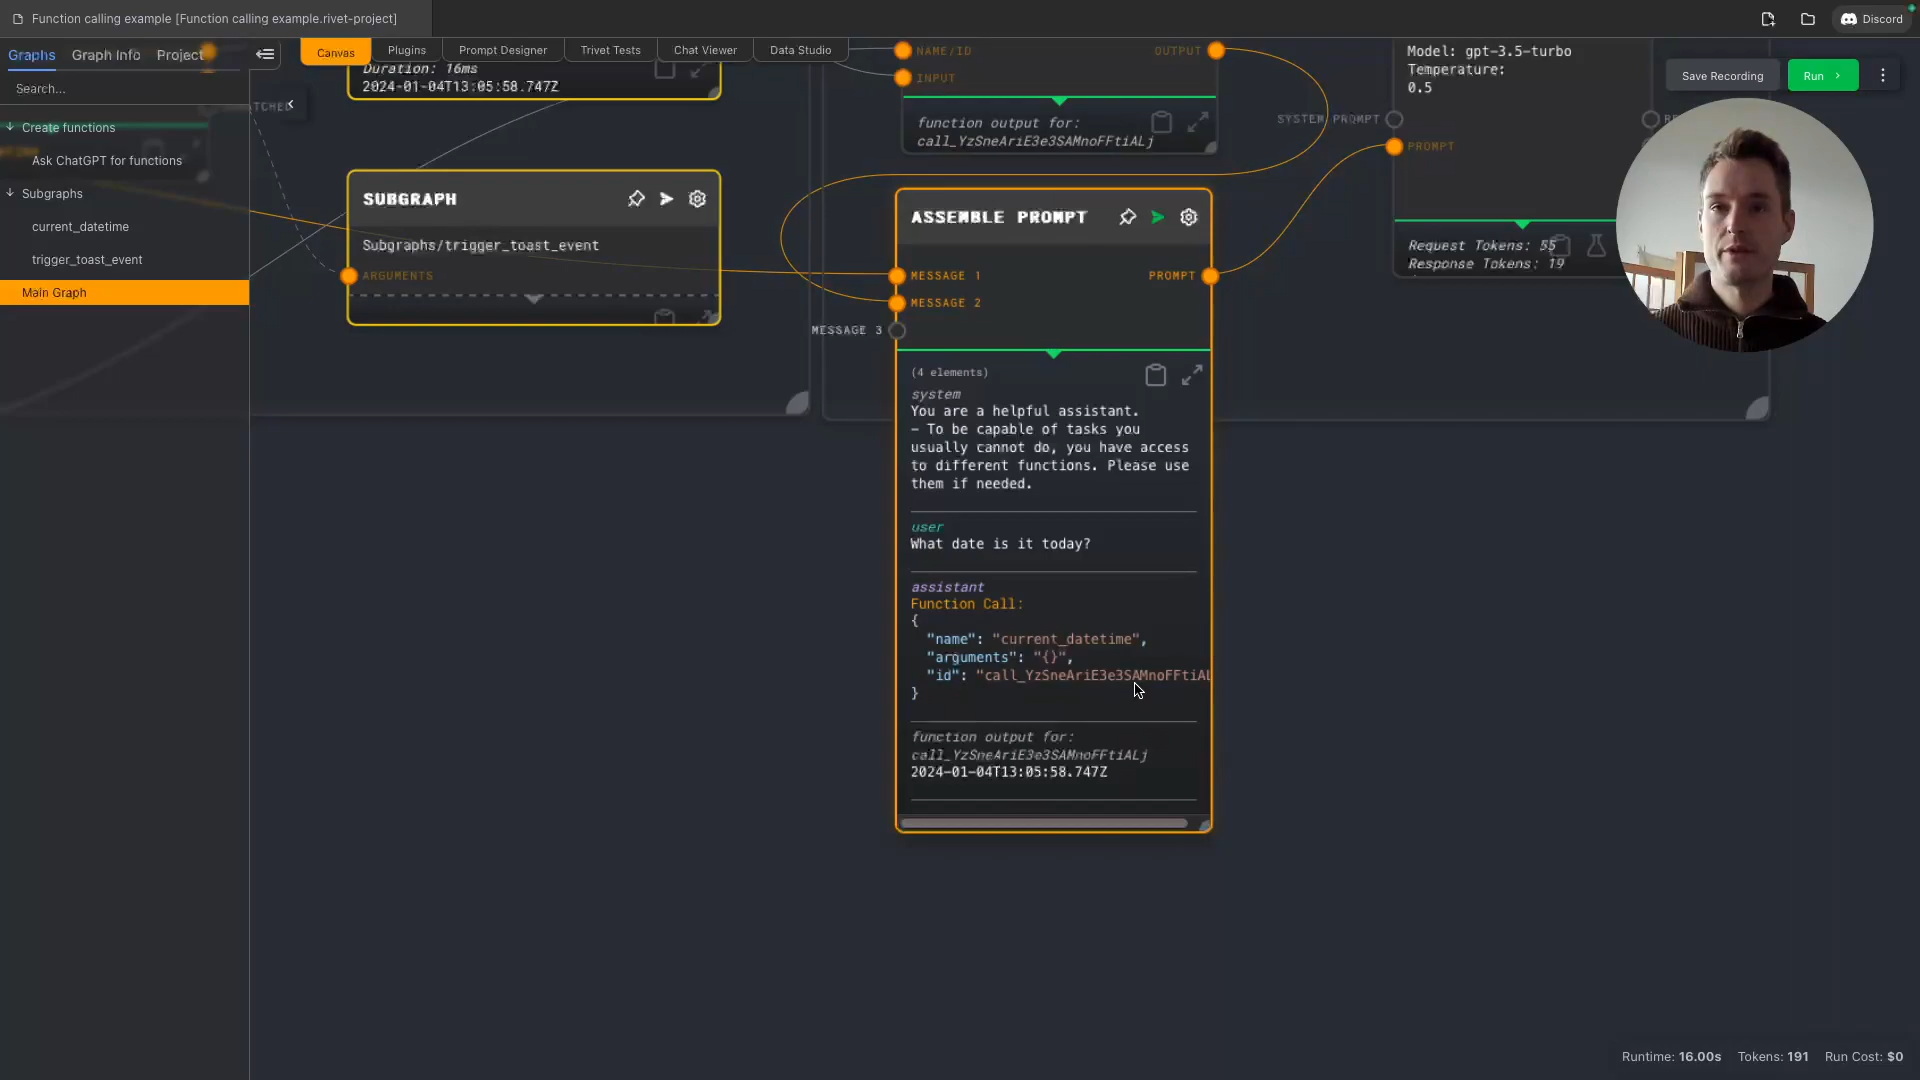 Function calling example [Function calling example.rivet-project]
Discord
Graphs
Graph Info
Project
Canvas
Plugins
Prompt Designer
Trivet Tests
Chat Viewer
Data Studio
Save Recording
Run
Search...
Create functions
Ask ChatGPT for functions
Subgraphs
current_datetime
trigger_toast_event
Main Graph
Duration: 16ms
2024-01-04T13:05:58.747Z
SUBGRAPH
Subgraphs/trigger_toast_event
ARGUMENTS
NAME/ID
OUTPUT
INPUT
function output for:
call_YzSneAriE3e3SAMnoFFtiALj
ASSEMBLE PROMPT
MESSAGE 1
PROMPT
MESSAGE 2
MESSAGE 3
(4 elements)
system
You are a helpful assistant.
- To be capable of tasks you
usually cannot do, you have access
to different functions. Please use
them if needed.
user
What date is it today?
assistant
Function Call:
{
"name": "current_datetime",
"arguments": "{}",
"id": "call_YzSneAriE3e3SAMnoFFtiAL
}
function output for:
call_YzSneAriE3e3SAMnoFFtiALj
2024-01-04T13:05:58.747Z
Model: gpt-3.5-turbo
Temperature:
0.5
SYSTEM PROMPT
PROMPT
Request Tokens: 55
Response Tokens: 19
Runtime: 16.00s
Tokens: 191
Run Cost: $0